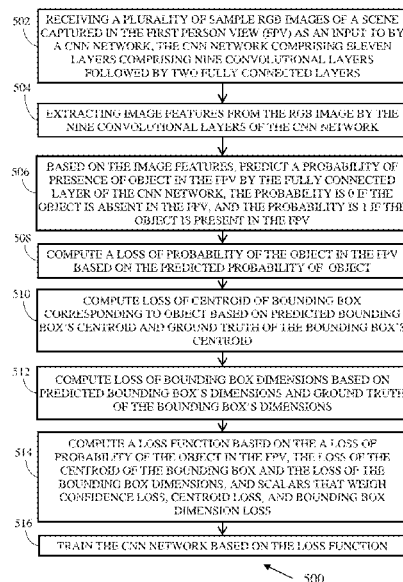 502
RECEIVING A PLURALITY OF SAMPLE RGB IMAGES OF A SCENE
CAPTURED IN THE FIRST PERSON VIEW (FPV) AS AN INPUT TO BY
A CNN NETWORK, THE CNN NETWORK COMPRISING ELEVEN
LAYERS COMPRISING NINE CONVOLUTIONAL LAYERS
FOLLOWED BY TWO FULLY CONNECTED LAYERS
504
EXTRACTING IMAGE FEATURES FROM THE RGB IMAGE BY THE
NINE CONVOLUTIONAL LAYERS OF THE CNN NETWORK
506
BASED ON THE IMAGE FEATURES, PREDICT A PROBABILITY OF
PRESENCE OF OBJECT IN THE FPV BY THE FULLY CONNECTED
LAYER OF THE CNN NETWORK, THE PROBABILITY IS 0 IF THE
OBJECT IS ABSENT IN THE FPV, AND THE PROBABILITY IS 1 IF THE
OBJECT IS PRESENT IN THE FPV
508
COMPUTE A LOSS OF PROBABILITY OF THE OBJECT IN THE FPV
BASED ON THE PREDICTED PROBABILITY OF OBJECT
510
COMPUTE LOSS OF CENTROID OF BOUNDING BOX
CORRESPONDING TO OBJECT BASED ON PREDICTED BOUNDING
BOX'S CENTROID AND GROUND TRUTH OF THE BOUNDING BOX'S
CENTROID
512
COMPUTE LOSS OF BOUNDING BOX DIMENSIONS BASED ON
PREDICTED BOUNDING BOX'S DIMENSIONS AND GROUND TRUTH
OF THE BOUNDING BOX'S DIMENSIONS
514
COMPUTE A LOSS FUNCTION BASED ON THE A LOSS OF
PROBABILITY OF THE OBJECT IN THE FPV, THE LOSS OF THE
CENTROID OF THE BOUNDING BOX AND THE LOSS OF THE
BOUNDING BOX DIMENSIONS, AND SCALARS THAT WEIGH
CONFIDENCE LOSS, CENTROID LOSS, AND BOUNDING BOX
DIMENSION LOSS
516
TRAIN THE CNN NETWORK BASED ON THE LOSS FUNCTION
500